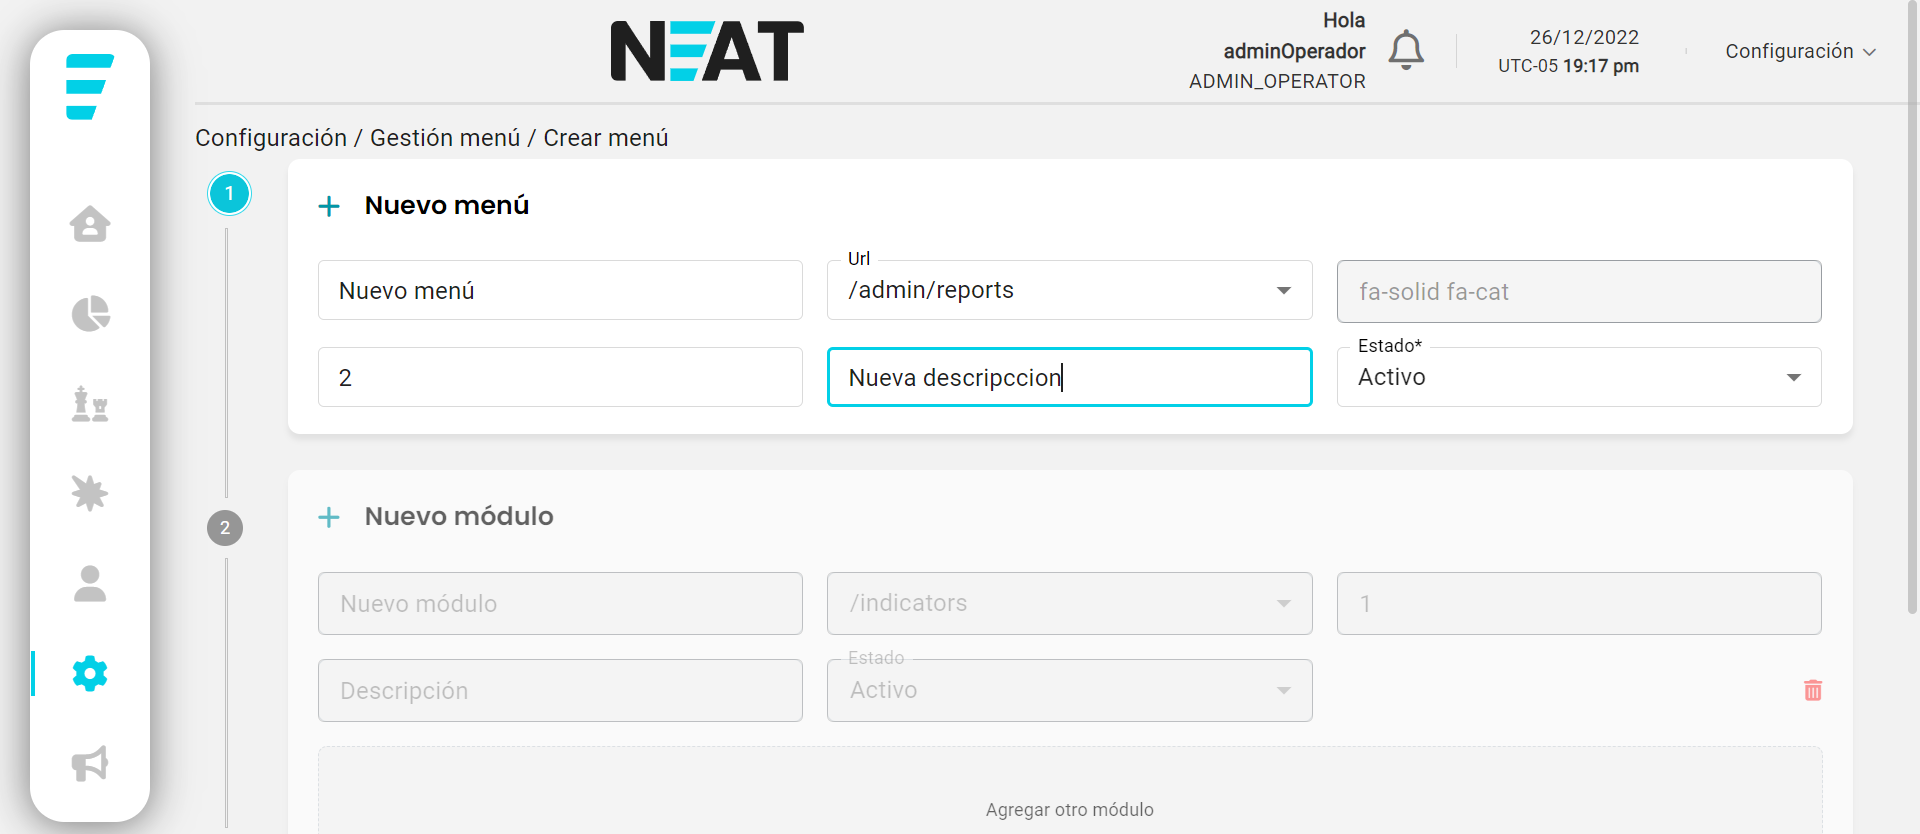 NEAT
Hola
adminOperador
ADMIN_OPERATOR
26/12/2022
UTC-05 19:17 pm
Configuración
Configuración / Gestión menú / Crear menú
1
Nuevo menú
Nuevo menú
Url
/admin/reports
fa-solid fa-cat
2
Nueva descripccion
Estado*
Activo
2
Nuevo módulo
Nuevo módulo
/indicators
1
Descripción
Estado
Activo
Agregar otro módulo